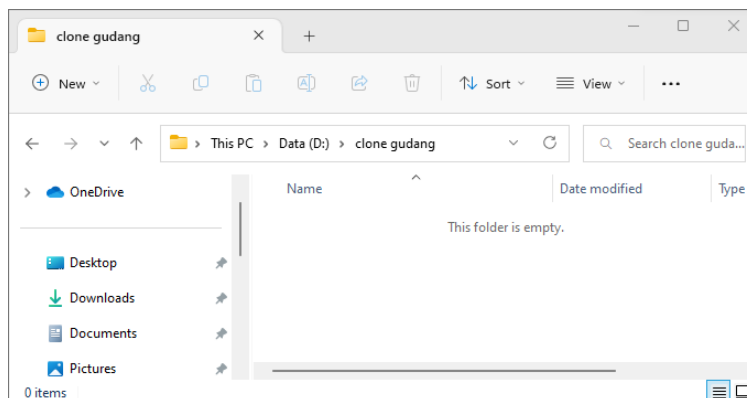 clone gudang
New
Sort
View
This PC > Data (D:) > clone gudang
Search clone guda...
OneDrive
Name
Date modified
Type
This folder is empty.
Desktop
Downloads
Documents
Pictures
0 items